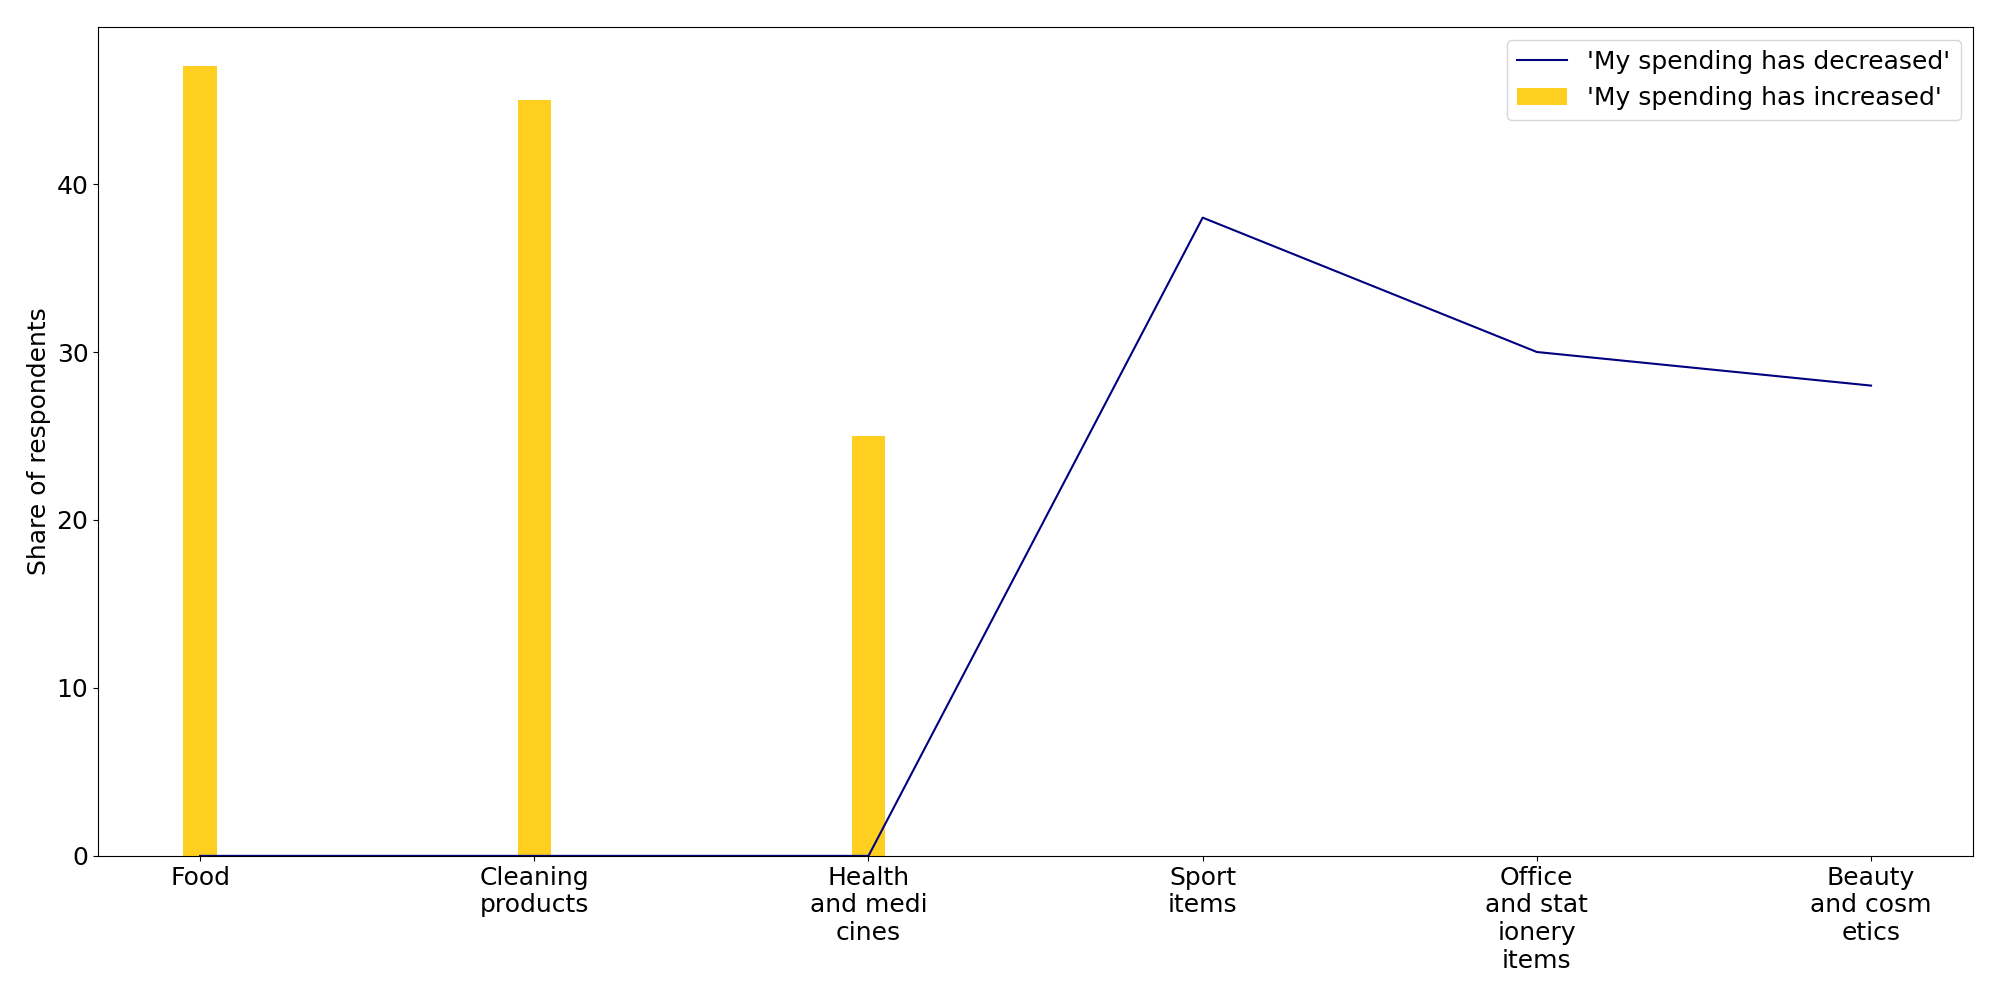 'My spending has decreased'
'My spending has increased'
Share of respondents
40
30
20
10
0
Food
Cleaning
products
Health
and medi
cines
Sport
items
Office
and stat
ionery
items
Beauty
and cosm
etics